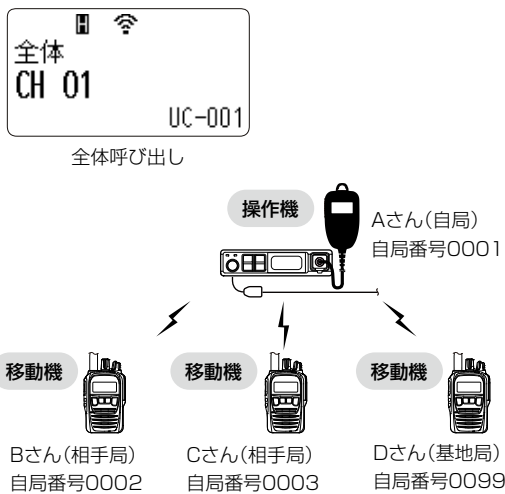 H
全体
CH 01
UC-001
全体呼び出し
操作機
Aさん(自局)
自局番号0001
移動機
移動機
移動機
Bさん(相手局)
自局番号0002
Cさん(相手局)
自局番号0003
Dさん(基地局)
自局番号0099